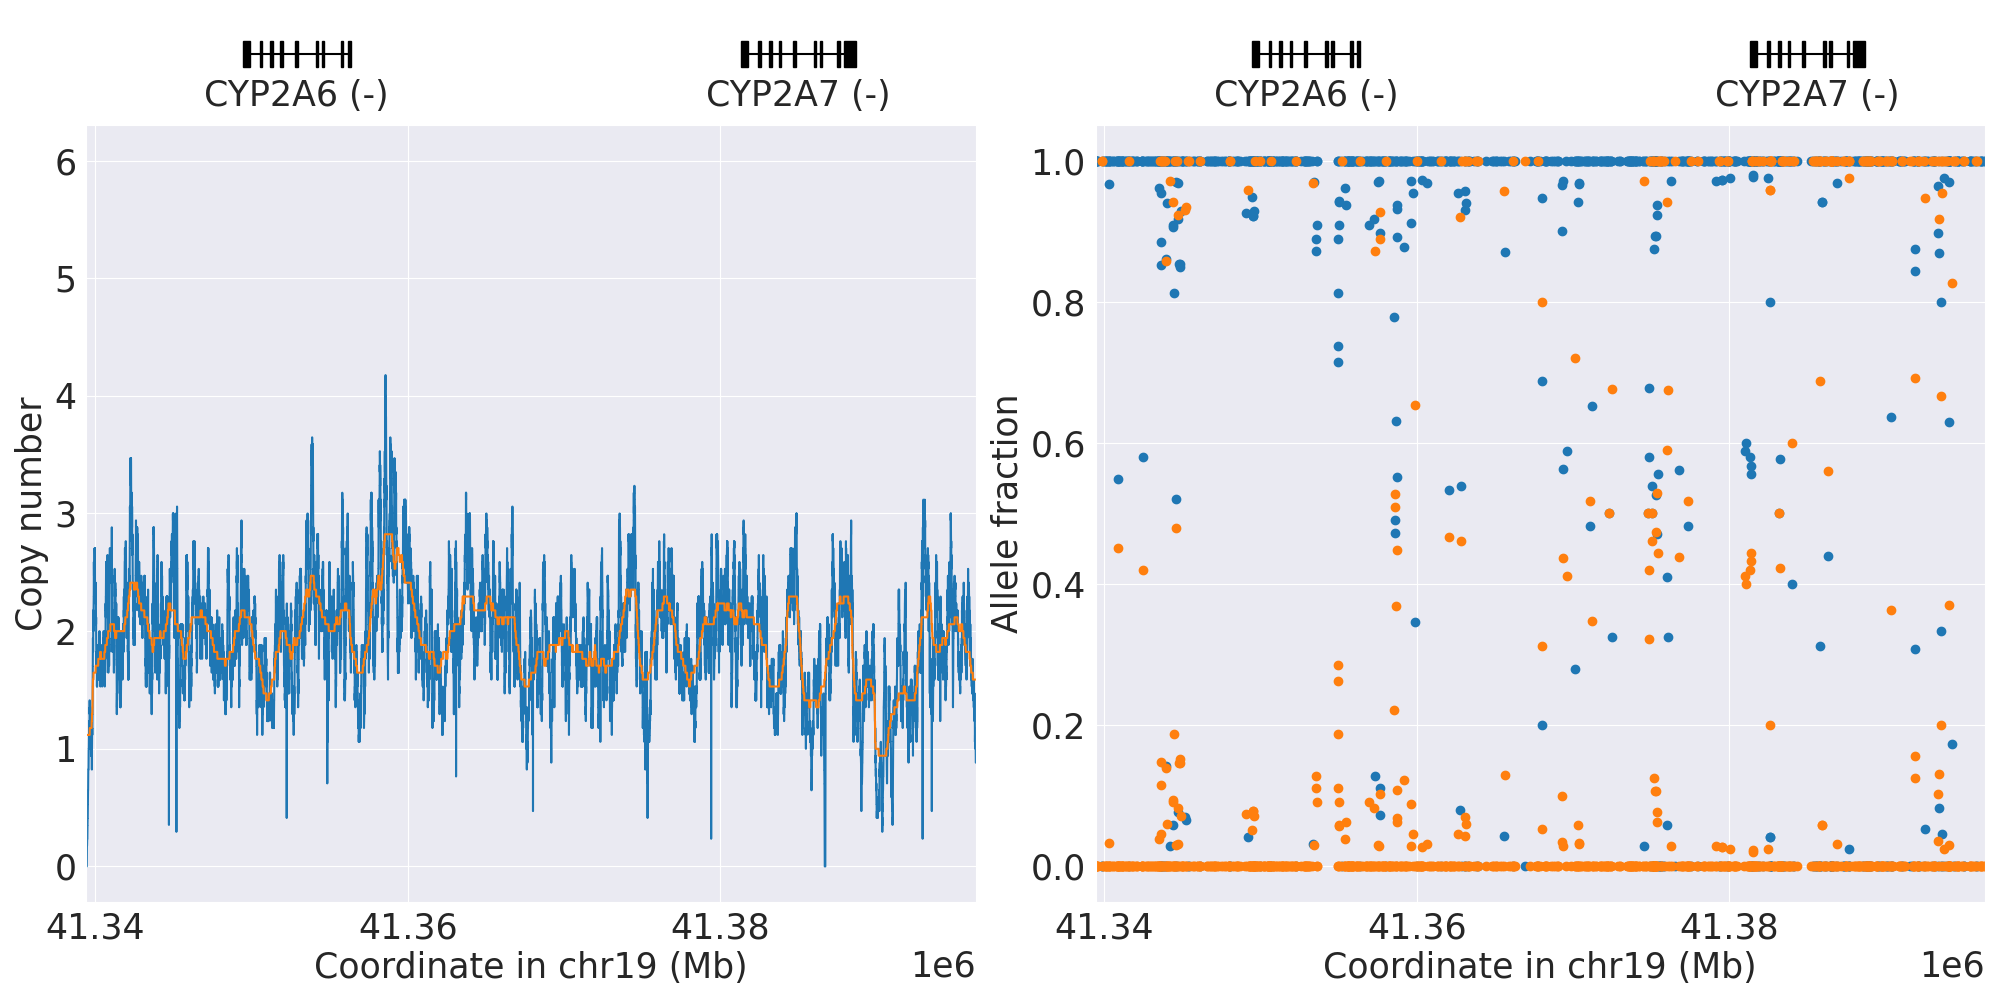 CYP2A6 (-)
CYP2A7 (-)
6
5
4
3
2
1
0
Copy number
41.34
41.36
41.38
Coordinate in chr19 (Mb)
1e6
CYP2A6 (-)
CYP2A7 (-)
1.0
0.8
0.6
0.4
0.2
0.0
Allele fraction
41.34
41.36
41.38
Coordinate in chr19 (Mb)
1e6